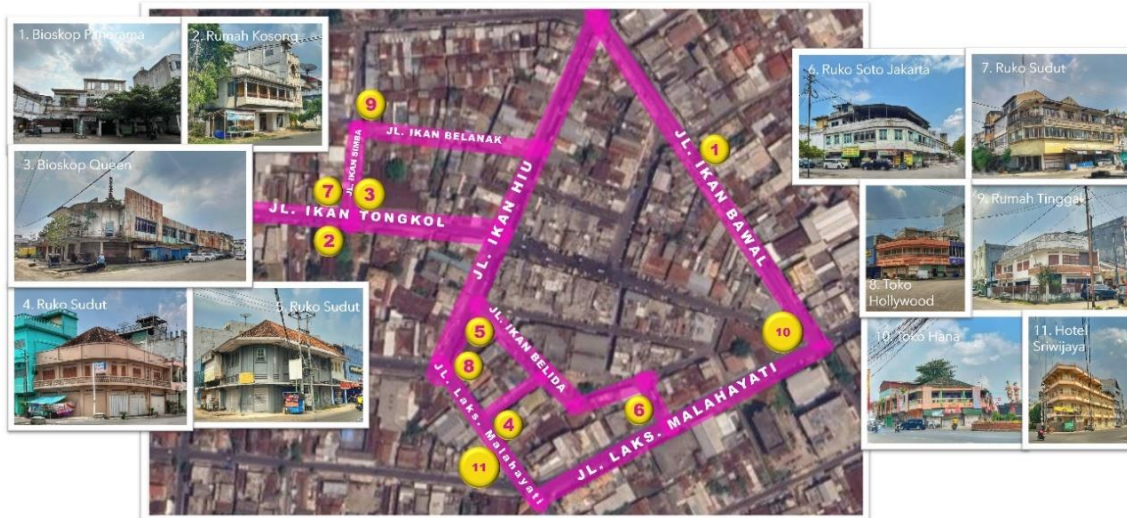 1. Bioskop Panorama
2. Rumah Kosong
3. Bioskop Queen
4. Ruko Sudut
5. Ruko Sudut
9
JL. IKAN BELANAK
JL. IKAN SIMBA
7
3
JL. IKAN TONGKOL
2
JL. IKAN HIU
1
JL. IKAN BAWAL
5
JL. IKAN BELIDA
8
10
JL. Laks. Malahayati
4
6
JL. LAKS. MALAHAYATI
11
6. Ruko Soto Jakarta
7. Ruko Sudut
8. Toko
Hollywood
9. Rumah Tinggal
10. Toko Hana
11. Hotel
Sriwijaya